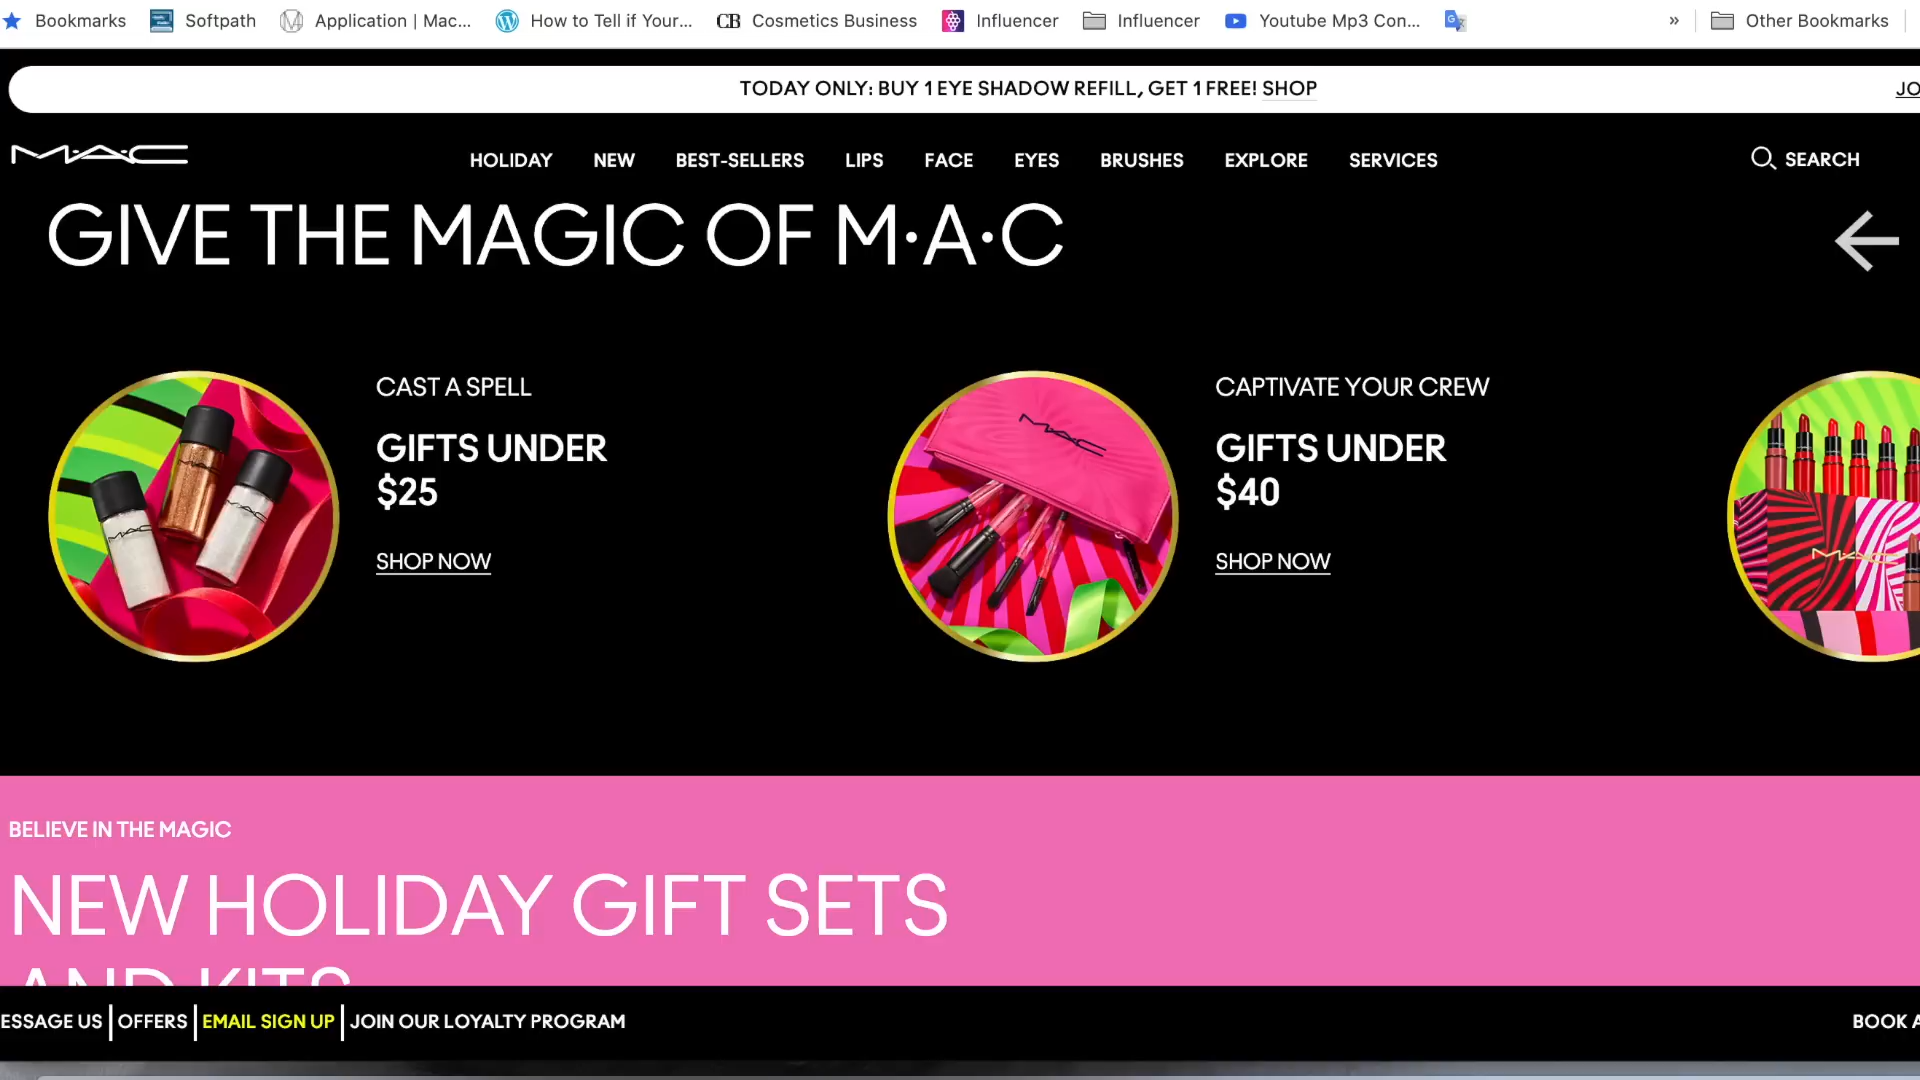 Bookmarks Softpath Application | Mac... How to Tell if Your... CB Cosmetics Business Influencer Influencer Youtube Mp3 Con... » Other Bookmarks
TODAY ONLY: BUY 1 EYE SHADOW REFILL, GET 1 FREE! SHOP JO
M·A·C HOLIDAY NEW BEST-SELLERS LIPS FACE EYES BRUSHES EXPLORE SERVICES SEARCH
GIVE THE MAGIC OF M·A·C
CAST A SPELL
GIFTS UNDER
$25
SHOP NOW
CAPTIVATE YOUR CREW
GIFTS UNDER
$40
SHOP NOW
BELIEVE IN THE MAGIC
NEW HOLIDAY GIFT SETS
AND KITS
ESSAGE US OFFERS EMAIL SIGN UP JOIN OUR LOYALTY PROGRAM BOOK A